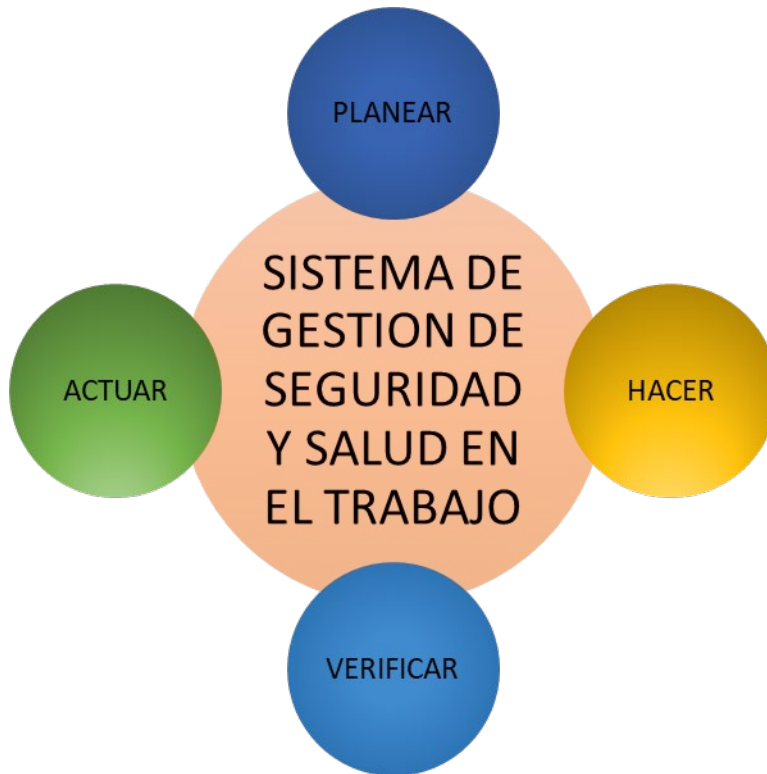 PLANEAR
SISTEMA DE
GESTION DE
SEGURIDAD
Y SALUD EN
EL TRABAJO
ACTUAR
HACER
VERIFICAR